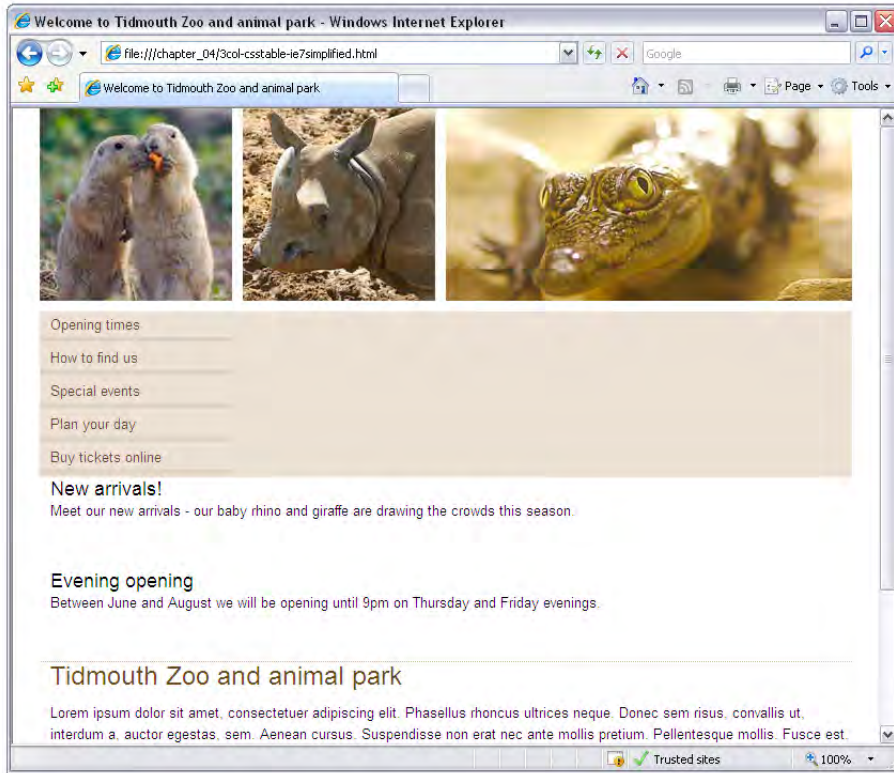 Welcome to Tidmouth Zoo and animal park - Windows Internet Explorer
file:///chapter_04/3col-csstable-ie7simplified.html
Google
Welcome to Tidmouth Zoo and animal park
Page
Tools
Opening times
How to find us
Special events
Plan your day
Buy tickets online
New arrivals!
Meet our new arrivals - our baby rhino and giraffe are drawing the crowds this season.
Evening opening
Between June and August we will be opening until 9pm on Thursday and Friday evenings.
Tidmouth Zoo and animal park
Lorem ipsum dolor sit amet, consectetuer adipiscing elit. Phasellus rhoncus ultrices neque. Donec sem risus, convallis ut,
interdum a, auctor egestas, sem. Aenean cursus. Suspendisse non erat nec ante mollis pretium. Pellentesque mollis. Fusce est.
Trusted sites
100%